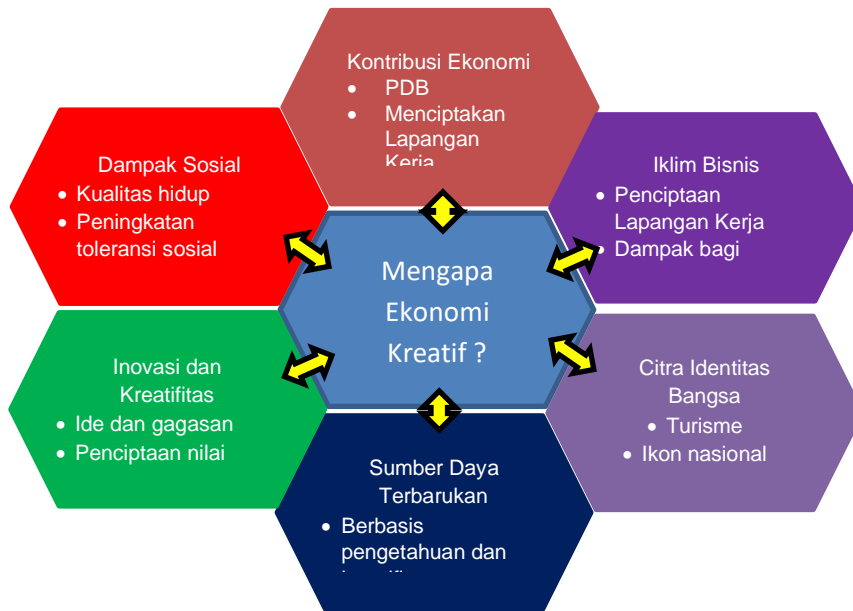 Kontribusi Ekonomi
• PDB
• Menciptakan
Lapangan
Kerja
Dampak Sosial
• Kualitas hidup
• Peningkatan
toleransi sosial
Iklim Bisnis
• Penciptaan
Lapangan Kerja
• Dampak bagi
Mengapa
Ekonomi
Kreatif ?
Inovasi dan
Kreatifitas
• Ide dan gagasan
• Penciptaan nilai
Citra Identitas
Bangsa
• Turisme
• Ikon nasional
Sumber Daya
Terbarukan
• Berbasis
pengetahuan dan